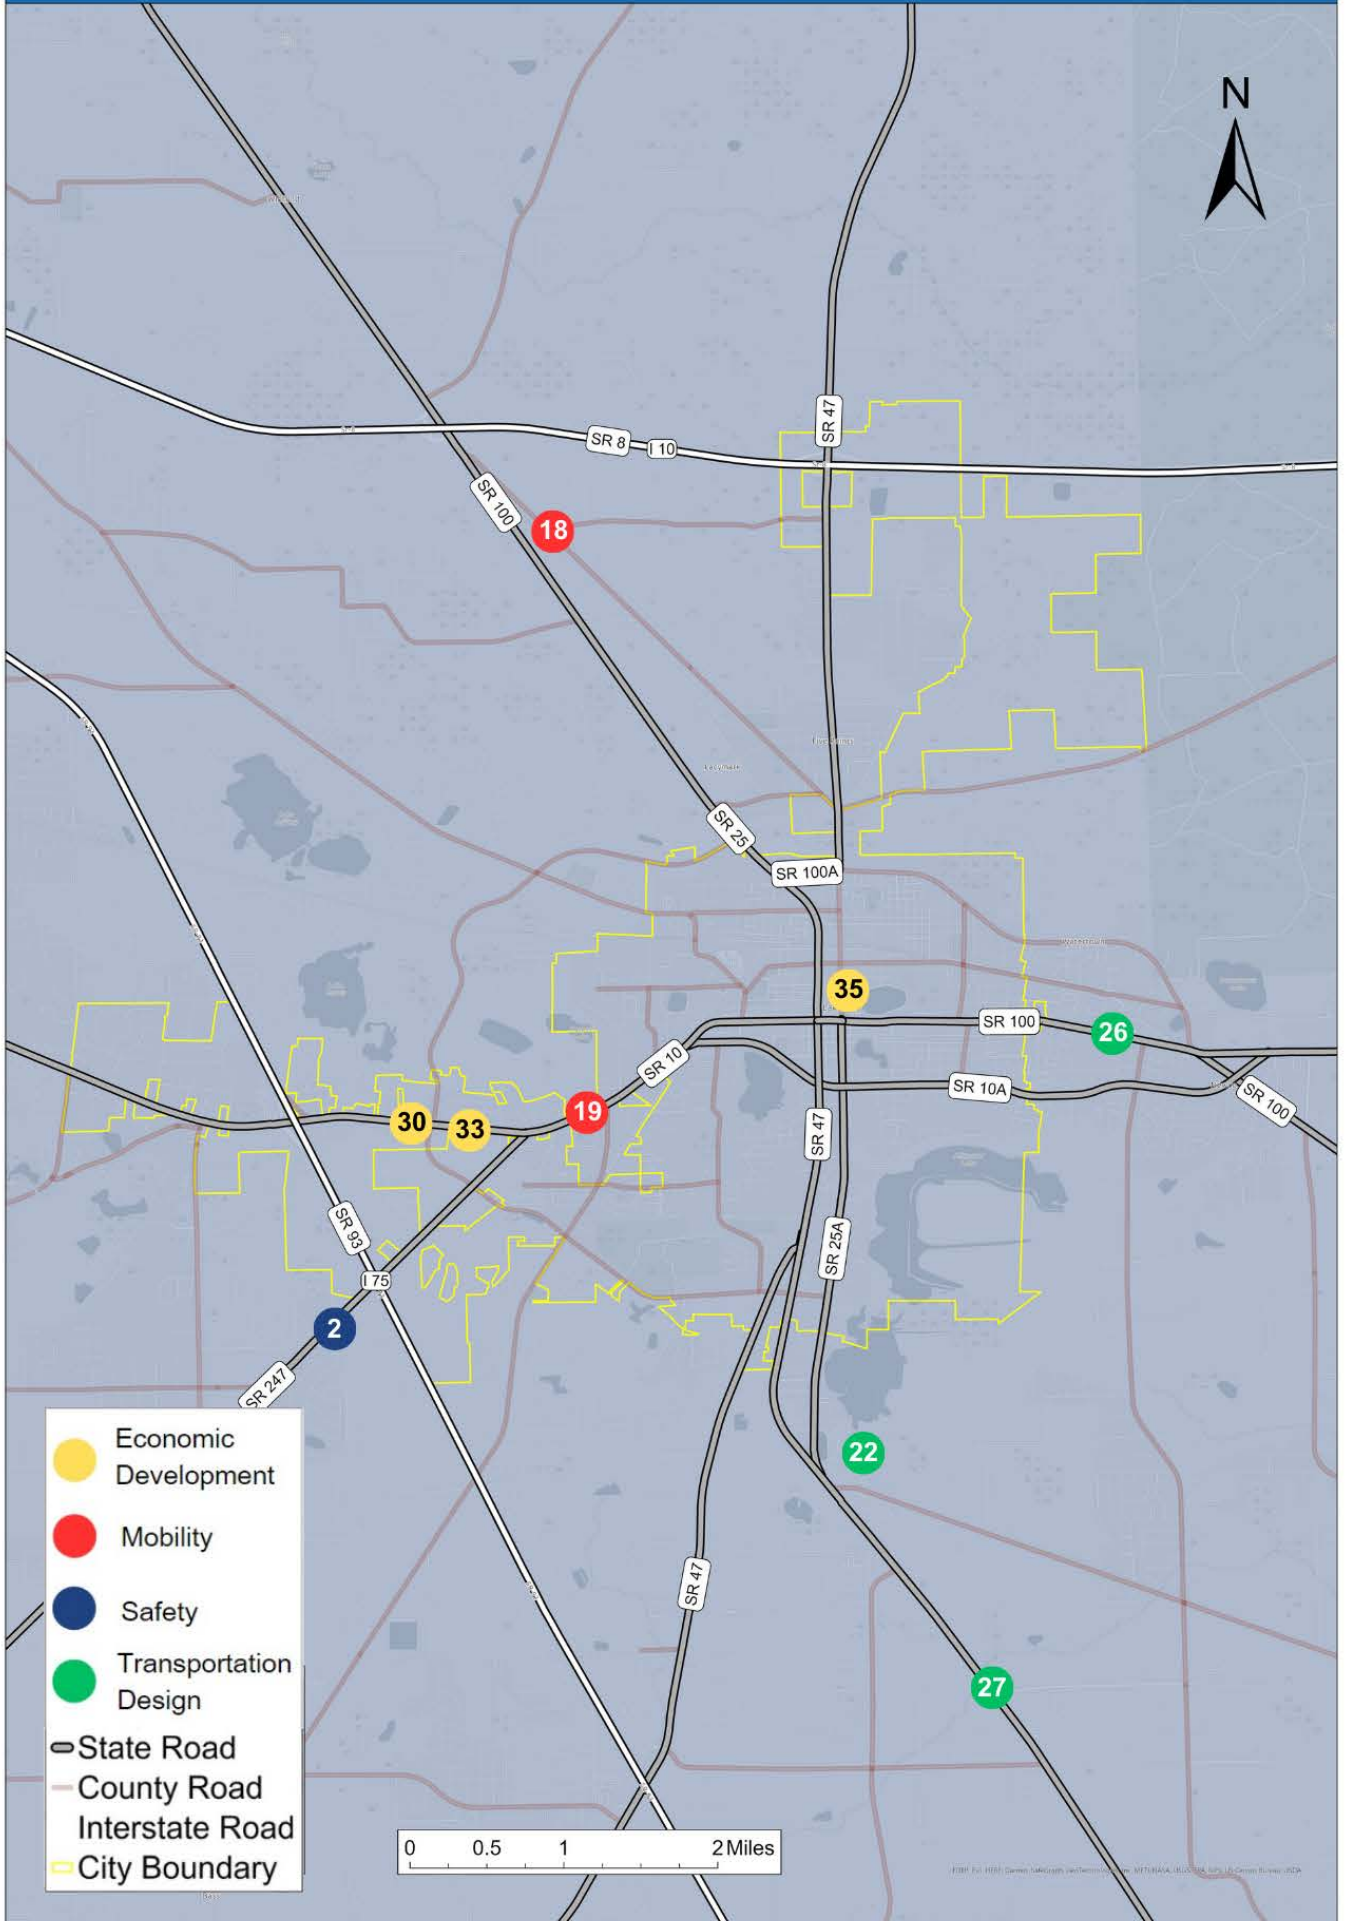 N
SR 47
SR 8
I 10
SR 100
18
SR 25
SR 100A
35
SR 100
26
SR 10
SR 10A
SR 100
30
33
19
SR 47
SR 93
SR 25A
I 75
2
SR 247
22
SR 47
27
Economic
Development
Mobility
Safety
Transportation
Design
State Road
County Road
Interstate Road
City Boundary
0 0.5 1 2 Miles